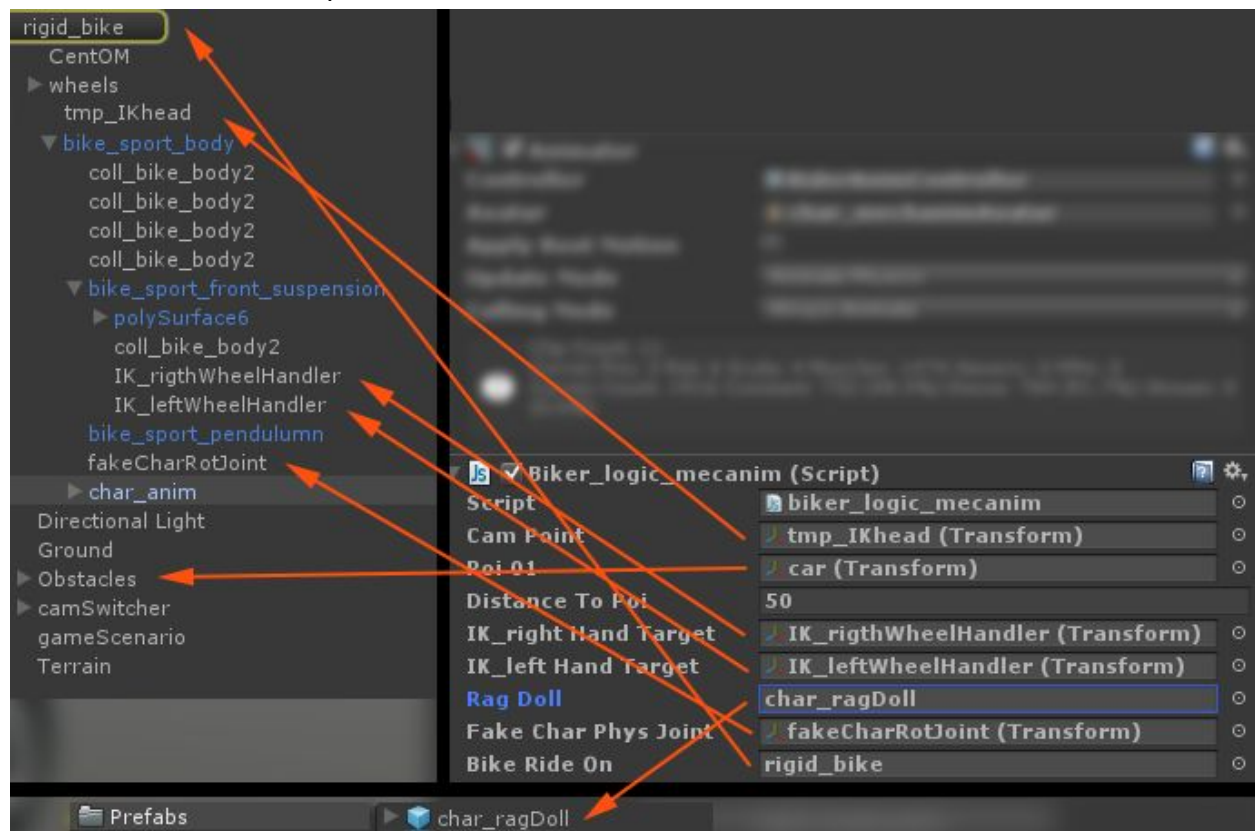 rigid_bike
CentOM
wheels
tmp_IKhead
bike_sport_body
coll_bike_body2
coll_bike_body2
coll_bike_body2
coll_bike_body2
bike_sport_front_suspension
polySurface6
coll_bike_body2
IK_rigthWheelHandler
IK_leftWheelHandler
bike_sport_pendulumn
fakeCharRotJoint
char_anim
Directional Light
Ground
Obstacles
camSwitcher
gameScenario
Terrain
Js Biker_logic_mecanim (Script)
Script biker_logic_mecanim
Cam Point tmp_IKhead (Transform)
Poi 01 car (Transform)
Distance To Poi 50
IK_right Hand Target IK_rigthWheelHandler (Transform)
IK_left Hand Target IK_leftWheelHandler (Transform)
Rag Doll char_ragDoll
Fake Char Phys Joint fakeCharRotJoint (Transform)
Bike Ride On rigid_bike
Prefabs char_ragDoll